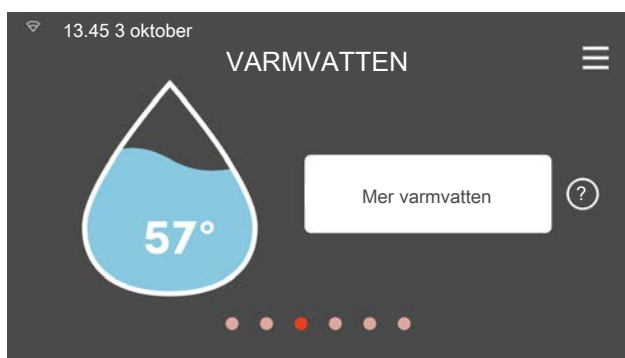 13.45 3 oktober
VARMVATTEN
57°
Mer varmvatten
?